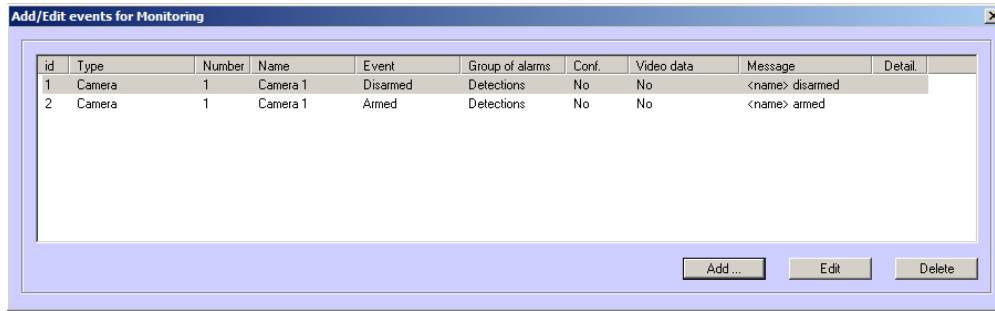 Add/Edit events for Monitoring
id Type Number Name Event Group of alarms Conf. Video data Message Detail.
1 Camera 1 Camera 1 Disarmed Detections No No <name> disarmed
2 Camera 1 Camera 1 Armed Detections No No <name> armed
Add ... Edit Delete